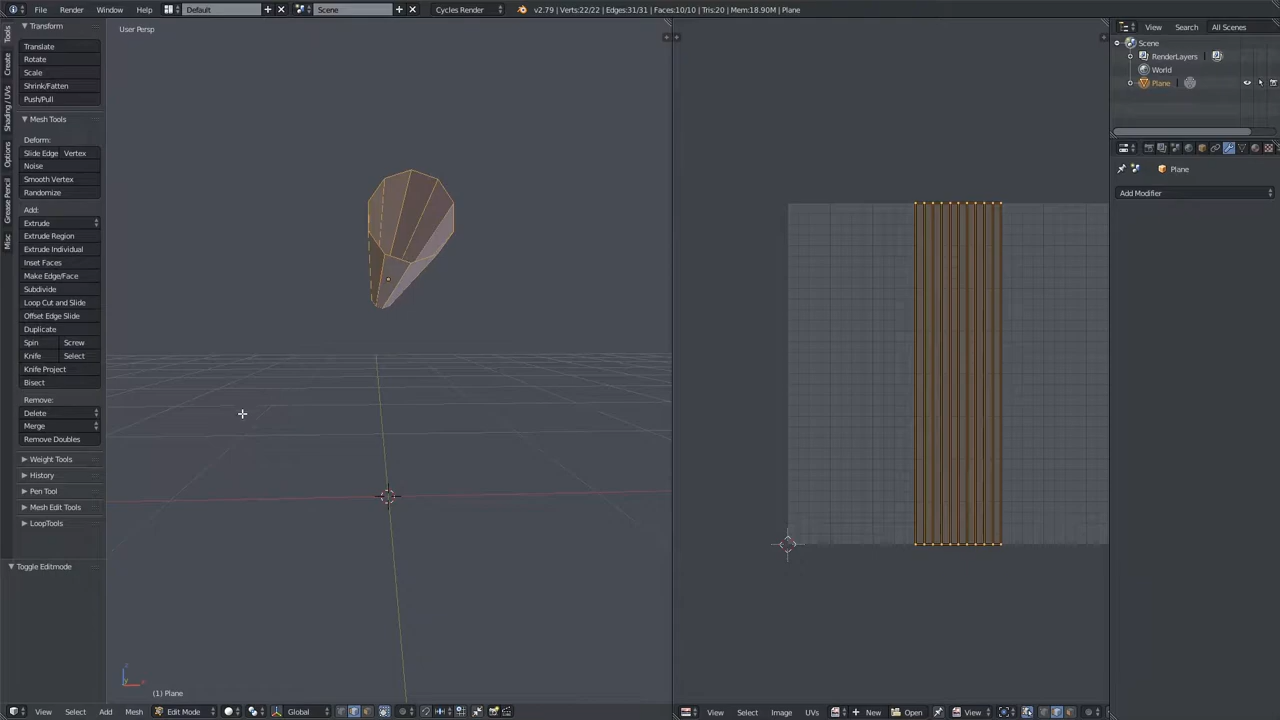 File Render Window Help Default Scene Cycles Render v2.79 | Verts:22/22 | Edges:31/31 | Faces:10/10 | Tris:20 | Mem:18.90M | Plane
View Search All Scenes
Tools
Create
Shading / UVs
Options
Grease Pencil
Misc
Transform
Translate
Rotate
Scale
Shrink/Fatten
Push/Pull
Mesh Tools
Deform:
Slide Edge Vertex
Noise
Smooth Vertex
Randomize
Add:
Extrude
Extrude Region
Extrude Individual
Inset Faces
Make Edge/Face
Subdivide
Loop Cut and Slide
Offset Edge Slide
Duplicate
Spin Screw
Knife Select
Knife Project
Bisect
Remove:
Delete
Merge
Remove Doubles
Weight Tools
History
Pen Tool
Mesh Edit Tools
LoopTools
Toggle Editmode
User Persp
(1) Plane
Scene
RenderLayers
World
Plane
Plane
Add Modifier
View Select Add Mesh Edit Mode Global
View Select Image UVs New Open View